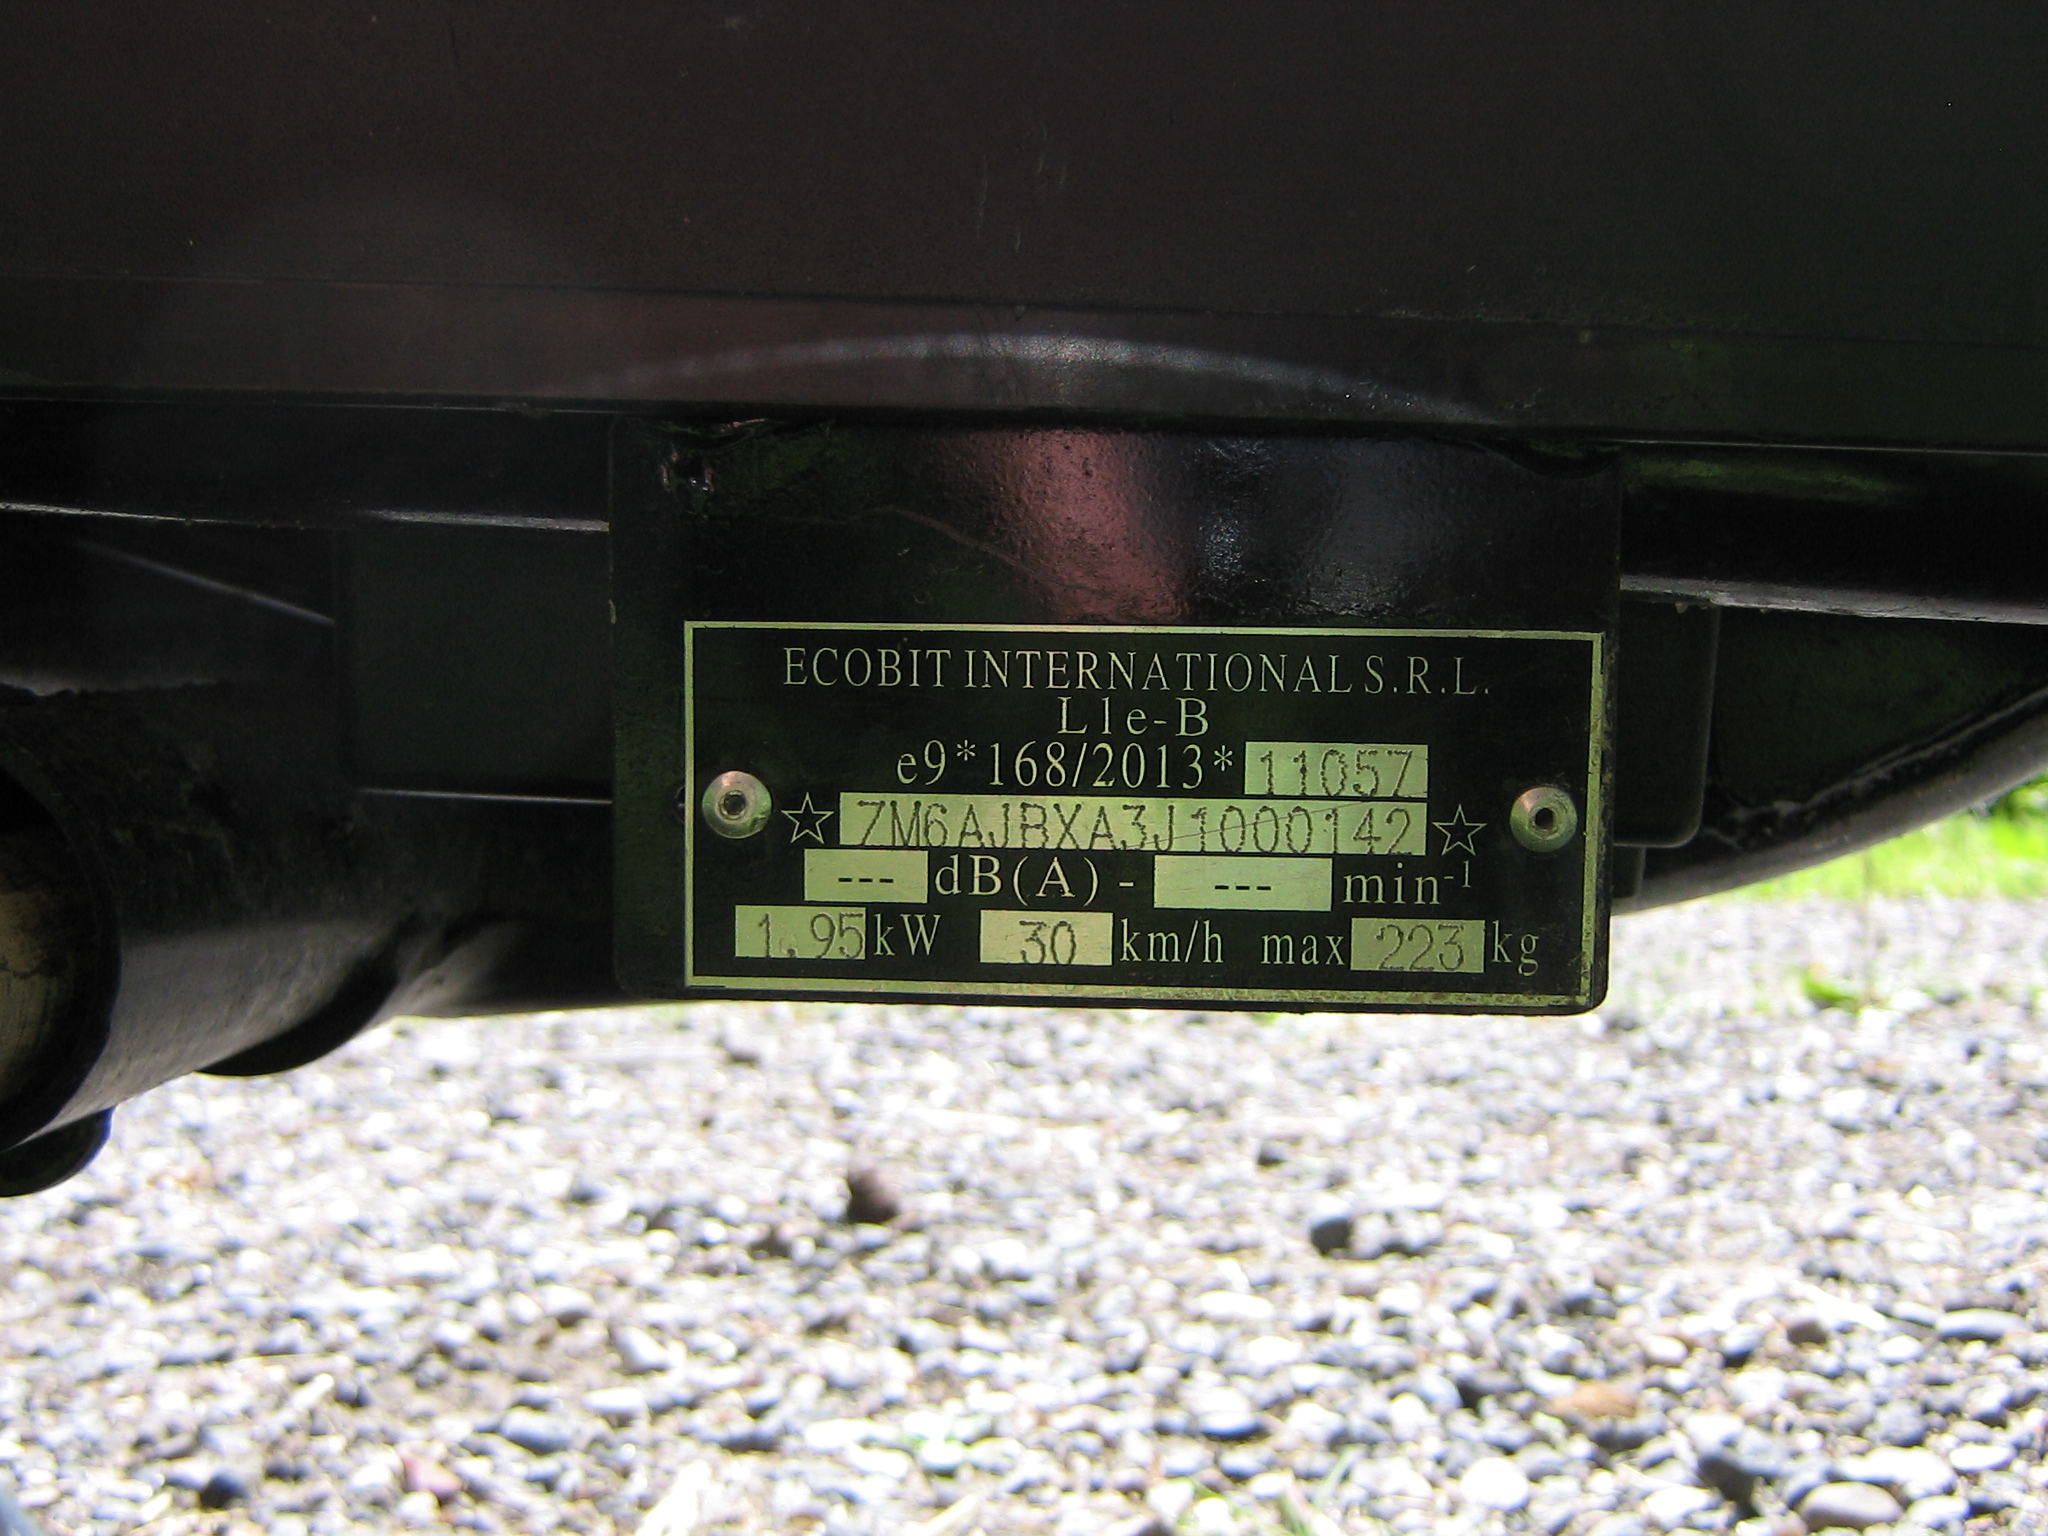 ECOBIT INTERNATIONAL S.R.L.
L1e-B
e9*168/2013*11057
☆ZM6AJBXA3J1000142☆
--- dB(A) - --- min-1
1.95 kW 30 km/h max 223 kg